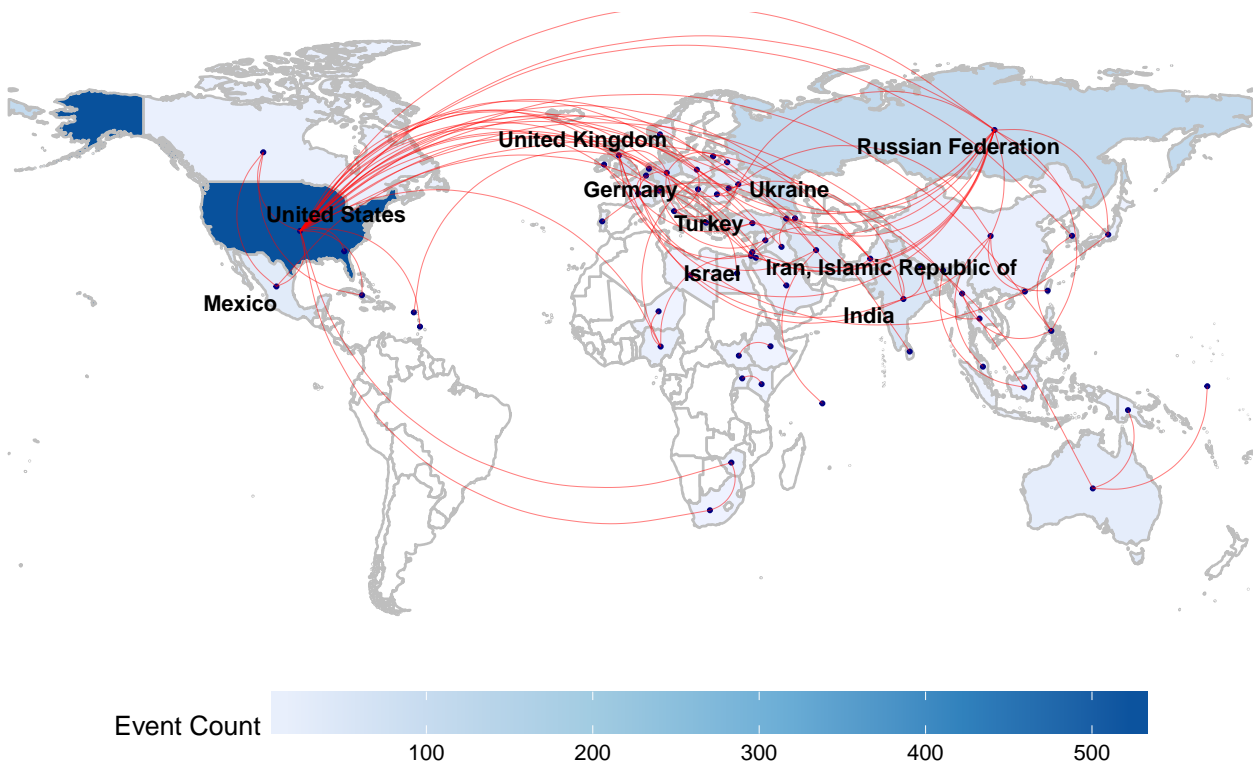 United Kingdom
Russian Federation
Germany
Ukraine
United States
Turkey
Israel
Iran, Islamic Republic of
Mexico
India
Event Count
100
200
300
400
500